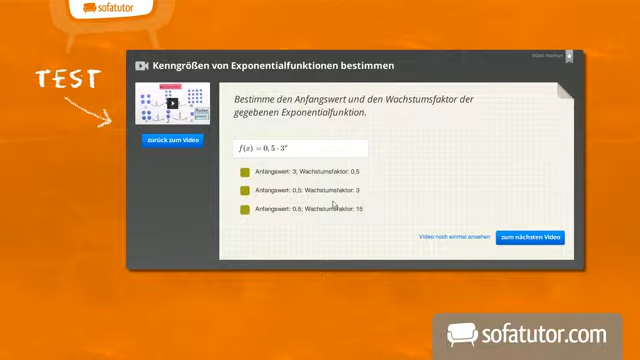 sofatutor
Kenngrößen von Exponentialfunktionen bestimmen
TEST
Bestimme den Anfangswert und den Wachstumsfaktor der
gegebenen Exponentialfunktion.
zurück zum Video
f(x) = 0,5 · 3ˣ
Anfangswert: 3; Wachstumsfaktor: 0,5
Anfangswert: 0,5; Wachstumsfaktor: 3
Anfangswert: 0,5; Wachstumsfaktor: 15
Video noch einmal ansehen
zum nächsten Video
sofatutor.com